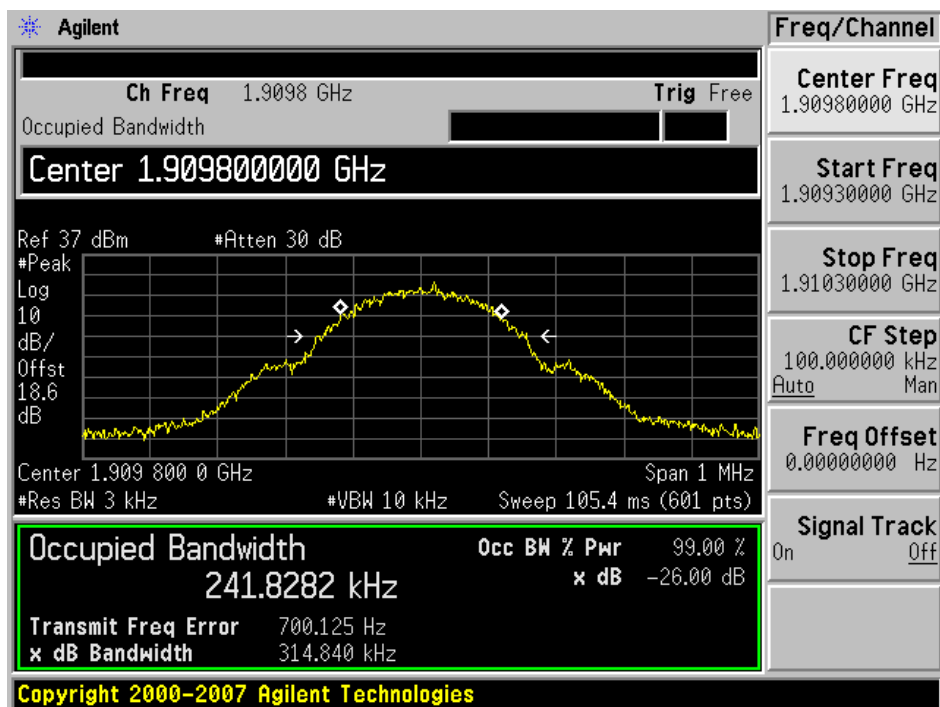 Agilent
Freq/Channel
Ch Freq 1.9098 GHz Trig Free
Occupied Bandwidth
Center 1.909800000 GHz
Ref 37 dBm #Atten 30 dB
#Peak
Log
10
dB/
Offst
18.6
dB
Center 1.909 800 0 GHz Span 1 MHz
#Res BW 3 kHz #VBW 10 kHz Sweep 105.4 ms (601 pts)
Occupied Bandwidth Occ BW % Pwr 99.00 %
241.8282 kHz x dB -26.00 dB
Transmit Freq Error 700.125 Hz
x dB Bandwidth 314.840 kHz
Copyright 2000-2007 Agilent Technologies
Center Freq
1.90980000 GHz
Start Freq
1.90930000 GHz
Stop Freq
1.91030000 GHz
CF Step
100.000000 kHz
Auto Man
Freq Offset
0.00000000 Hz
Signal Track
On Off